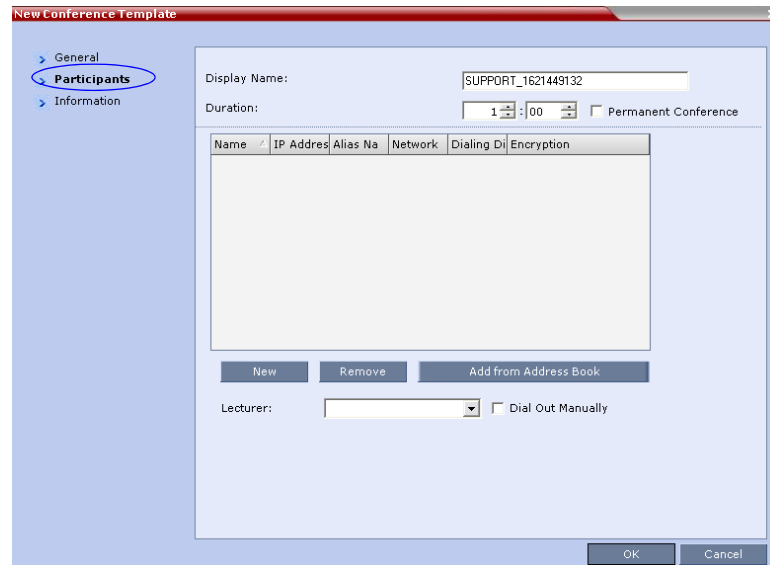 New Conference Template
General
Participants
Information
Display Name: SUPPORT_1621449132
Duration: 1 : 00 Permanent Conference
Name IP Addres Alias Na Network Dialing Di Encryption
New Remove Add from Address Book
Lecturer: Dial Out Manually
OK Cancel